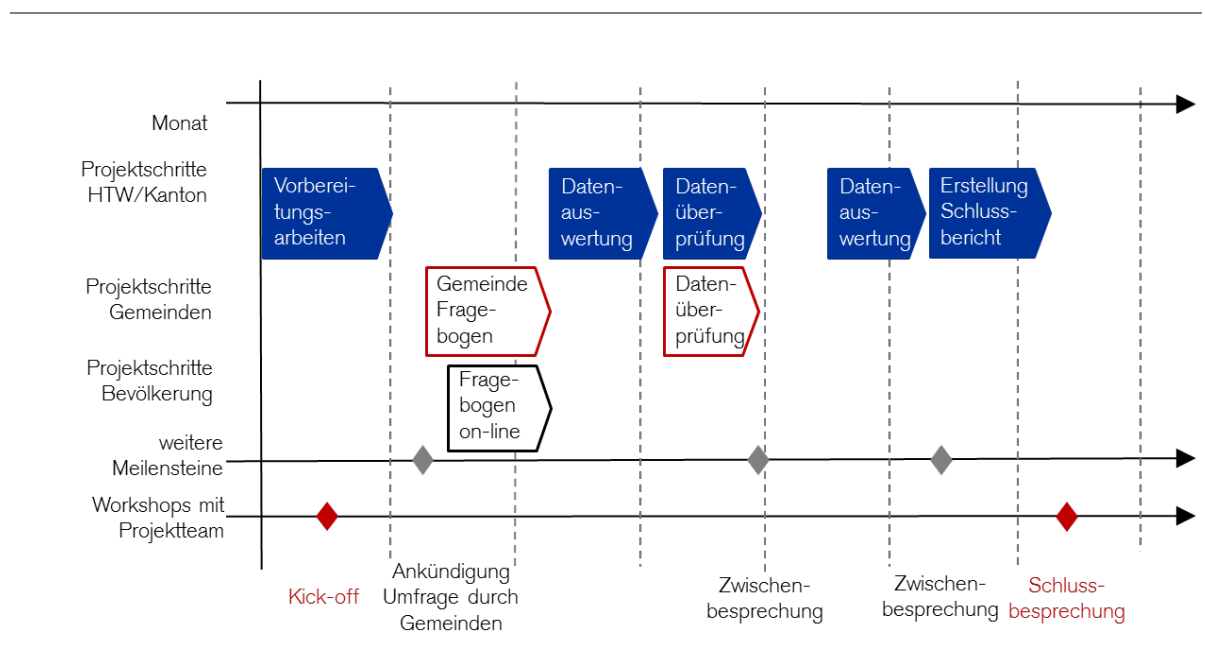 Monat
Projektschritte
HTW/Kanton
Vorberei-
tungs-
arbeiten
Daten-
aus-
wertung
Daten-
über-
prüfung
Daten-
aus-
wertung
Erstellung
Schluss-
bericht
Projektschritte
Gemeinden
Gemeinde
Frage-
bogen
Daten-
über-
prüfung
Projektschritte
Bevölkerung
Frage-
bogen
on-line
weitere
Meilensteine
Workshops mit
Projektteam
Kick-off
Ankündigung
Umfrage durch
Gemeinden
Zwischen-
besprechung
Zwischen-
besprechung
Schluss-
besprechung